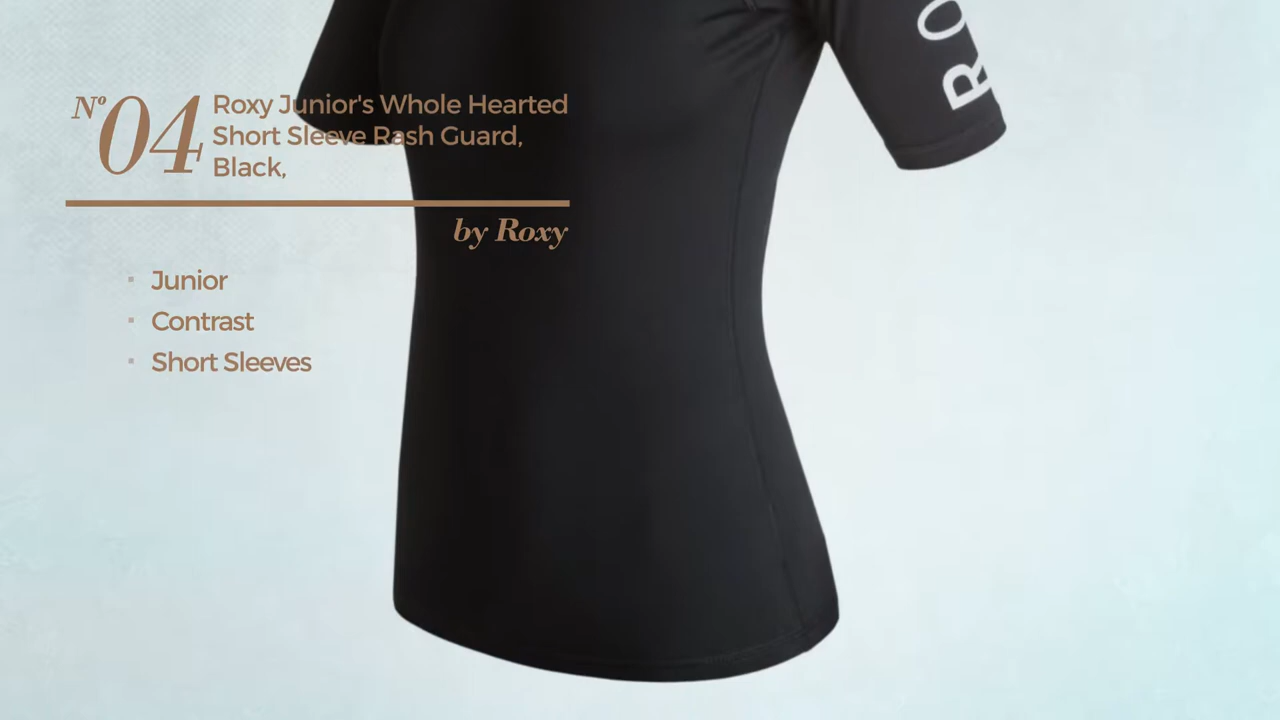 Nº04
Roxy Junior's Whole Hearted
Short Sleeve Rash Guard,
Black,
by Roxy
Junior
Contrast
Short Sleeves
RO